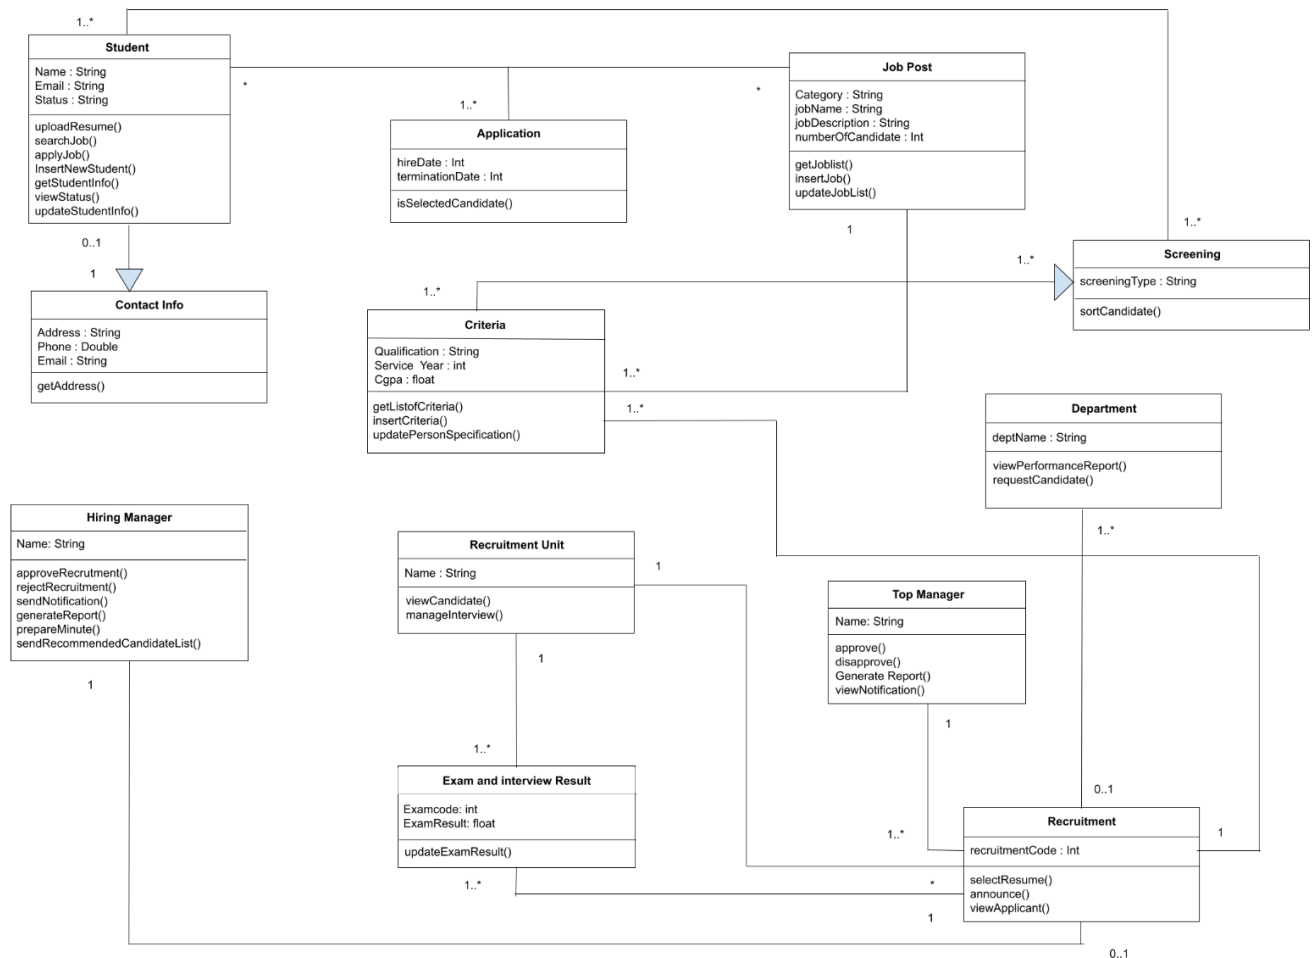 1..*
Student
Name : String
Email : String
Status : String
uploadResume()
searchJob()
applyJob()
InsertNewStudent()
getStudentInfo()
viewStatus()
updateStudentInfo()
*
1..*
*
Job Post
Category : String
jobName : String
jobDescription : String
numberOfCandidate : Int
getJoblist()
insertJob()
updateJobList()
Application
hireDate : Int
terminationDate : Int
isSelectedCandidate()
0..1
1
Contact Info
Address : String
Phone : Double
Email : String
getAddress()
1
1..*
1..*
Screening
screeningType : String
sortCandidate()
1..*
Criteria
Qualification : String
Service Year : int
Cgpa : float
getListofCriteria()
insertCriteria()
updatePersonSpecification()
1..*
1..*
Department
deptName : String
viewPerformanceReport()
requestCandidate()
1..*
Hiring Manager
Name: String
approveRecrutment()
rejectRecruitment()
sendNotification()
generateReport()
prepareMinute()
sendRecommendedCandidateList()
1
Recruitment Unit
Name : String
viewCandidate()
manageInterview()
1
1
Top Manager
Name: String
approve()
disapprove()
Generate Report()
viewNotification()
1
1..*
Exam and interview Result
Examcode: int
ExamResult: float
updateExamResult()
1..*
0..1
1..*
Recruitment
recruitmentCode : Int
selectResume()
announce()
viewApplicant()
1
*
1
0..1